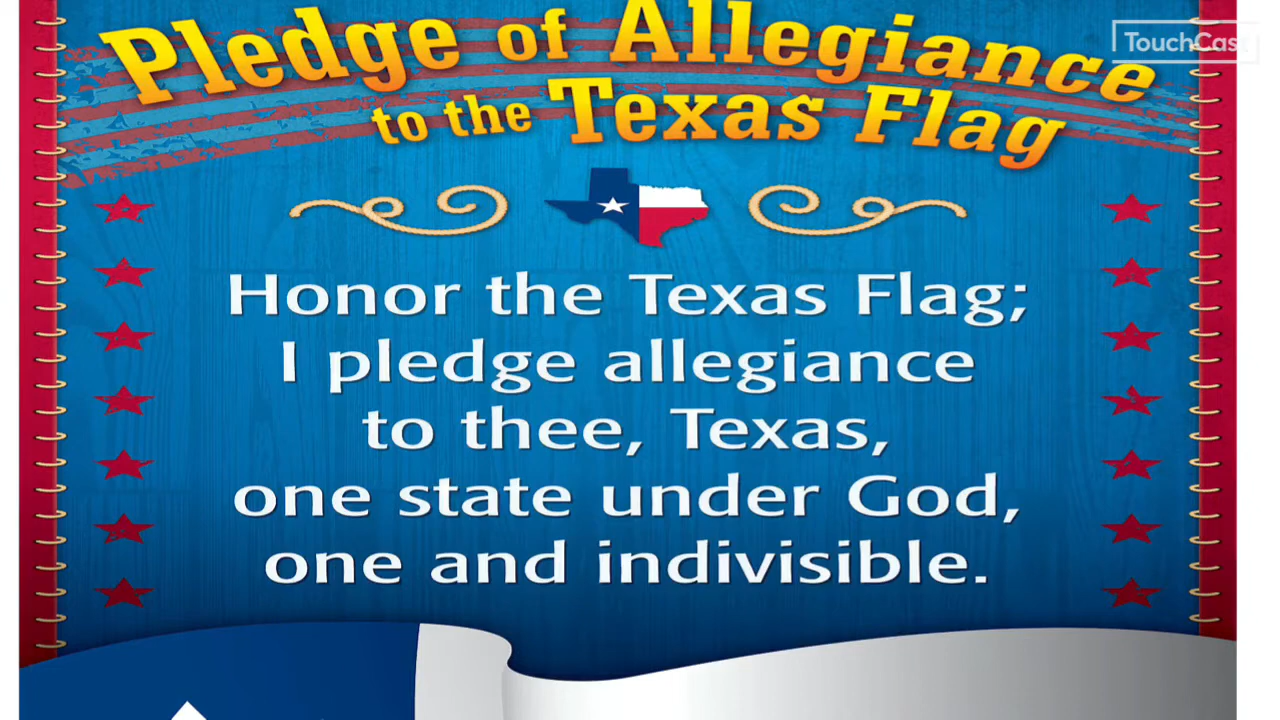 Pledge of Allegiance
to the Texas Flag
TouchCast
Honor the Texas Flag;
I pledge allegiance
to thee, Texas,
one state under God,
one and indivisible.